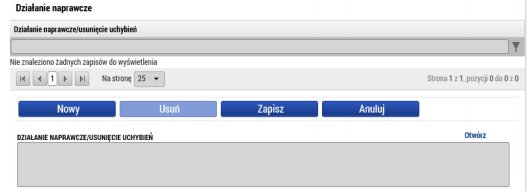 Działanie naprawcze
Działanie naprawcze/usunięcie uchybień
Nie znaleziono żadnych zapisów do wyświetlenia
1 Na stronę 25 Strona 1 z 1, pozycji 0 do 0 z 0
Nowy Usuń Zapisz Anuluj
DZIAŁANIE NAPRAWCZE/USUNIĘCIE UCHYBIEŃ Otwórz